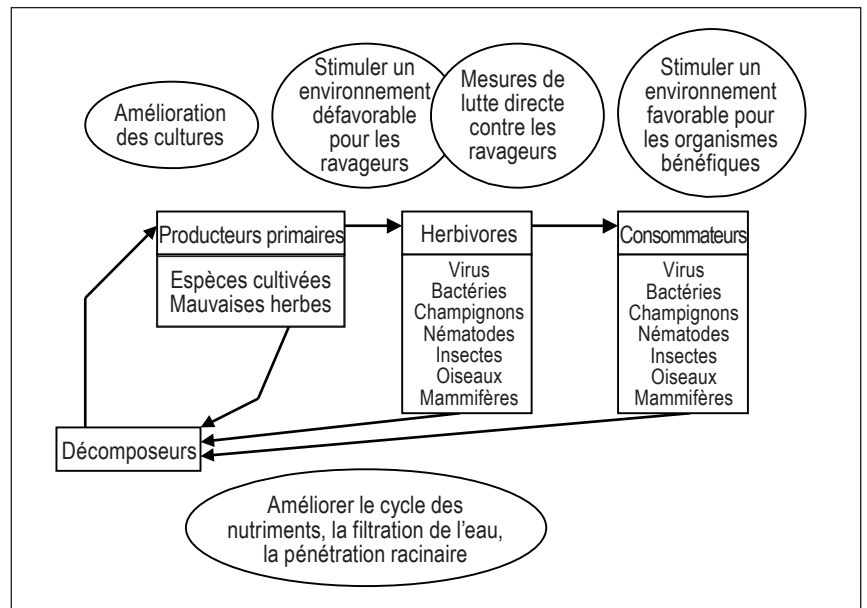 Amélioration
des cultures
Stimuler un
environnement
défavorable
pour les
ravageurs
Mesures de
lutte directe
contre les
ravageurs
Stimuler un
environnement
favorable pour
les organismes
bénéfiques
Producteurs primaires
Espèces cultivées
Mauvaises herbes
Herbivores
Virus
Bactéries
Champignons
Nématodes
Insectes
Oiseaux
Mammifères
Consommateurs
Virus
Bactéries
Champignons
Nématodes
Insectes
Oiseaux
Mammifères
Décomposeurs
Améliorer le cycle des
nutriments, la filtration de l’eau,
la pénétration racinaire